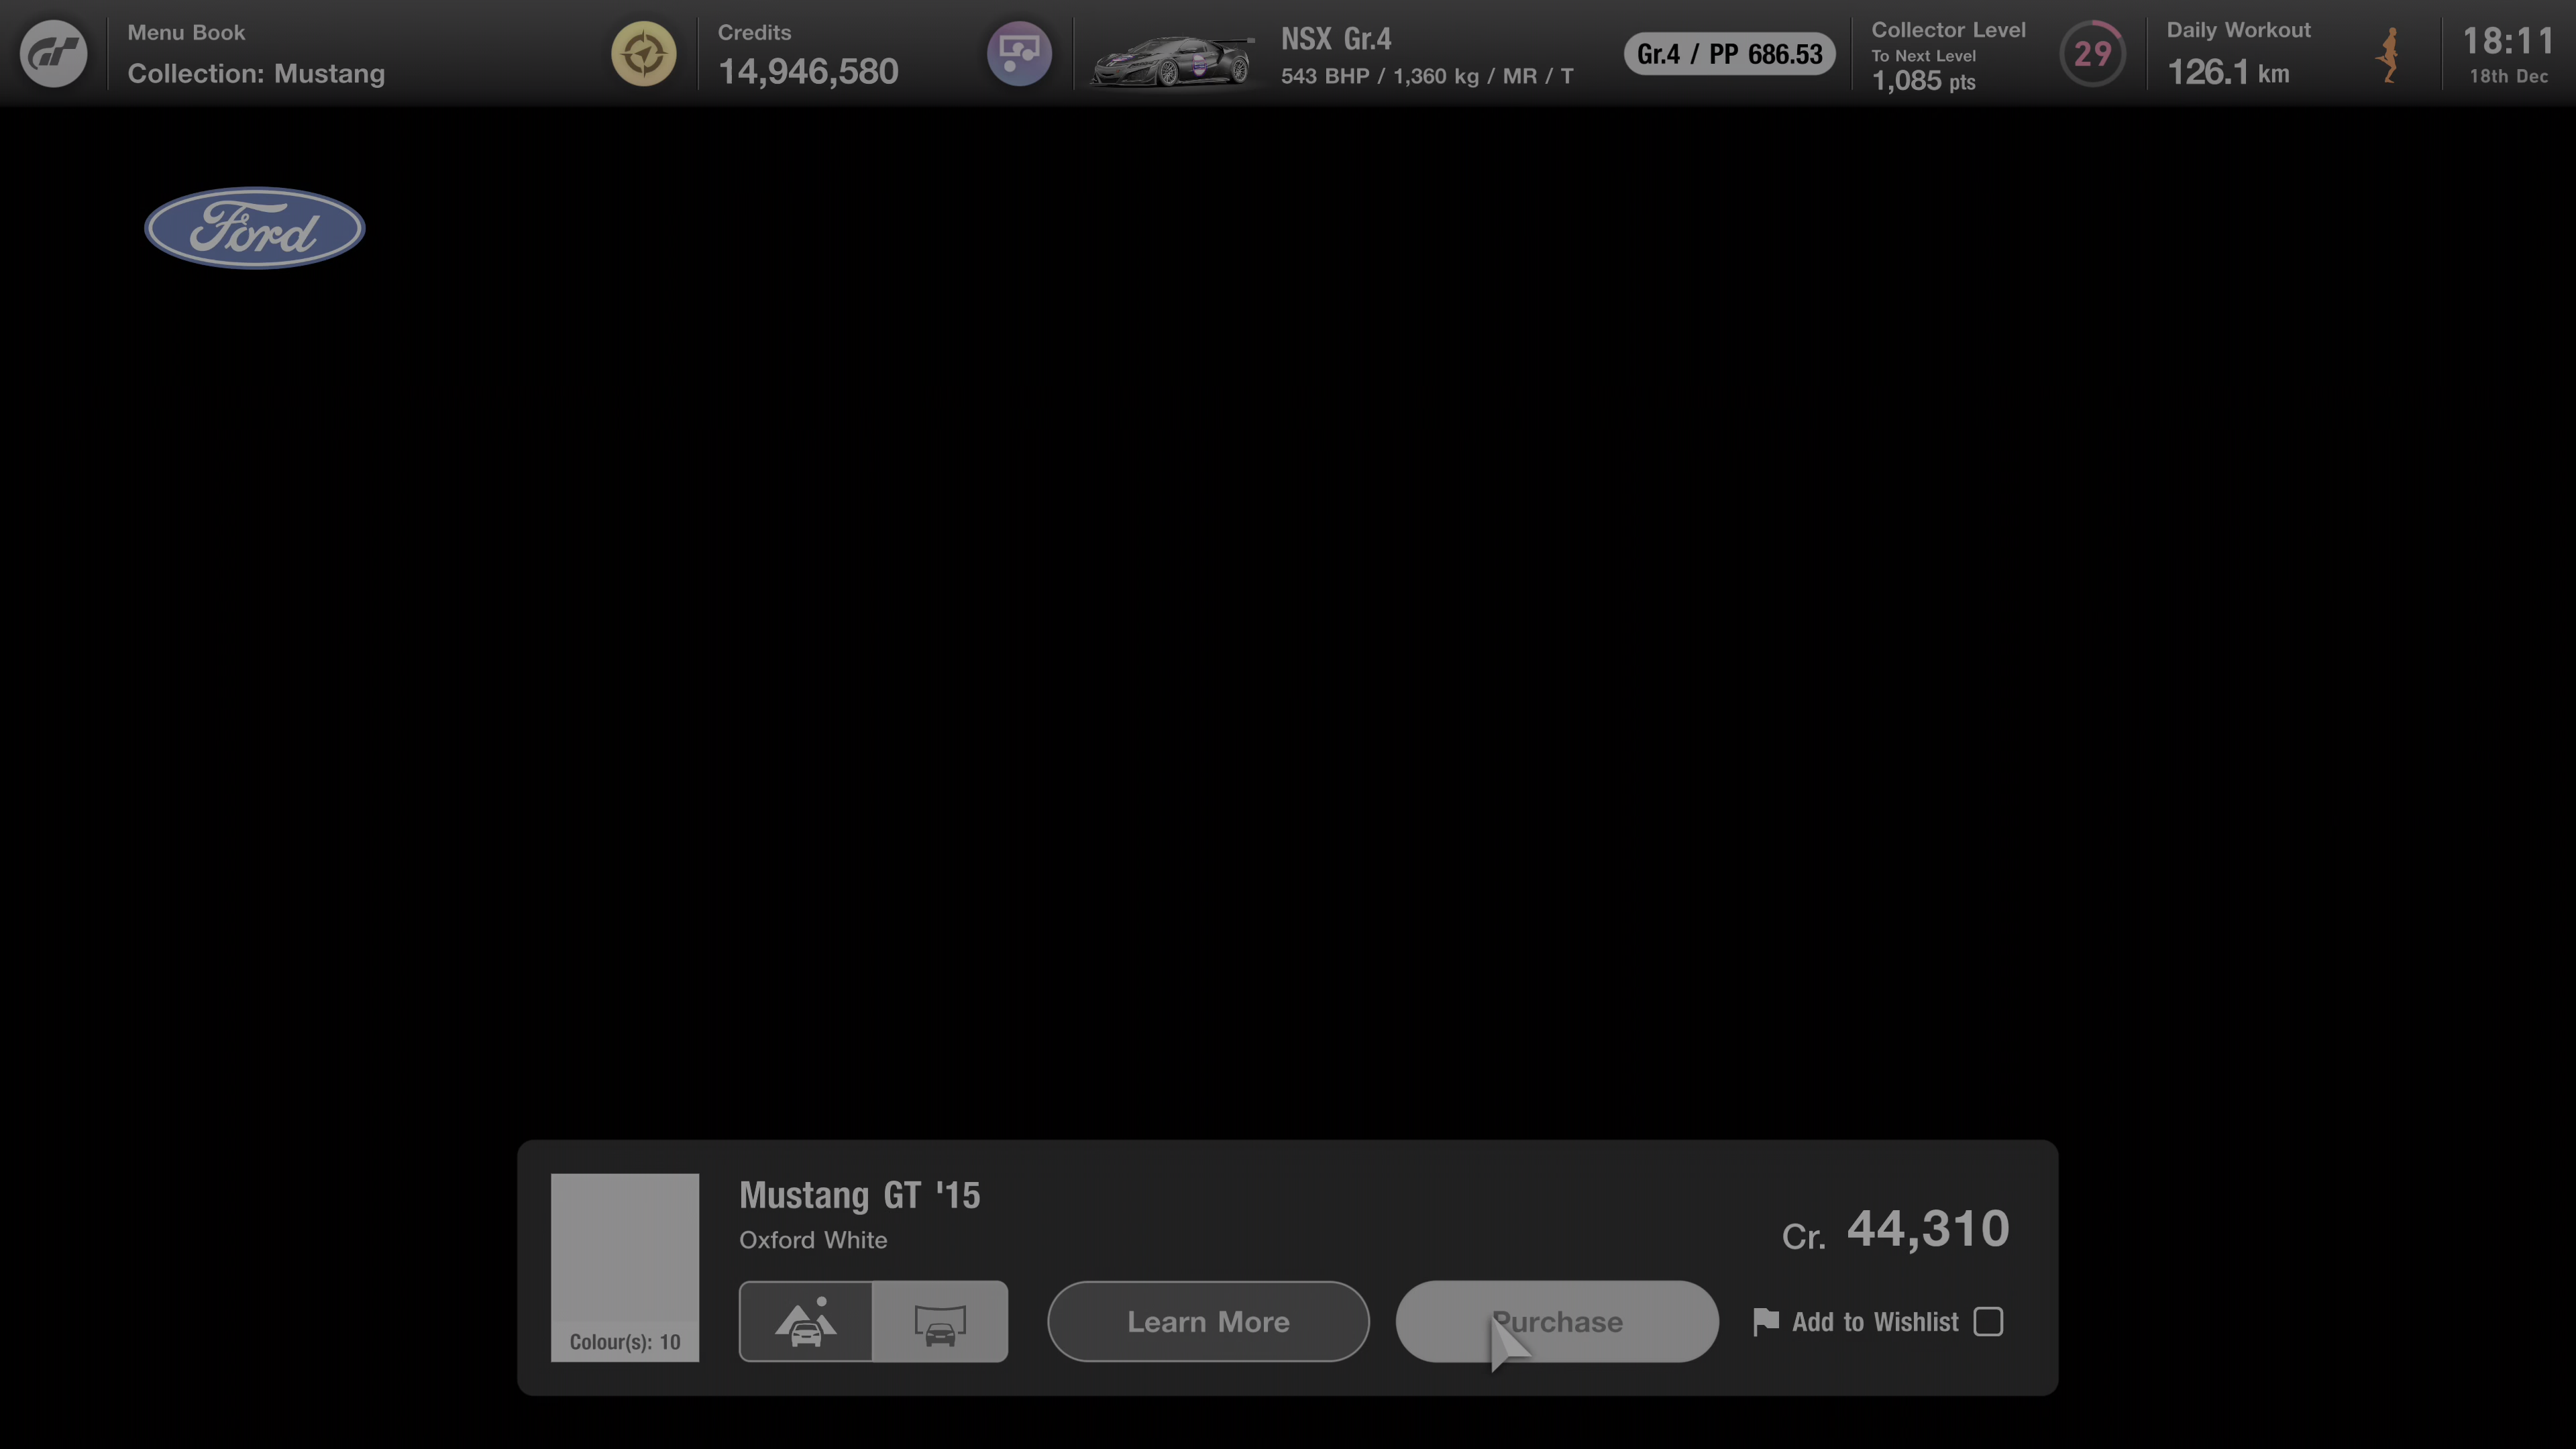 Menu Book
Collection: Mustang
Credits
14,946,580
NSX Gr.4
543 BHP / 1,360 kg / MR / T
Gr.4 / PP 686.53
Collector Level
To Next Level
1,085 pts
29
Daily Workout
126.1 km
18:11
18th Dec
Ford
Mustang GT '15
Oxford White
Colour(s): 10
Cr. 44,310
Learn More
Purchase
Add to Wishlist